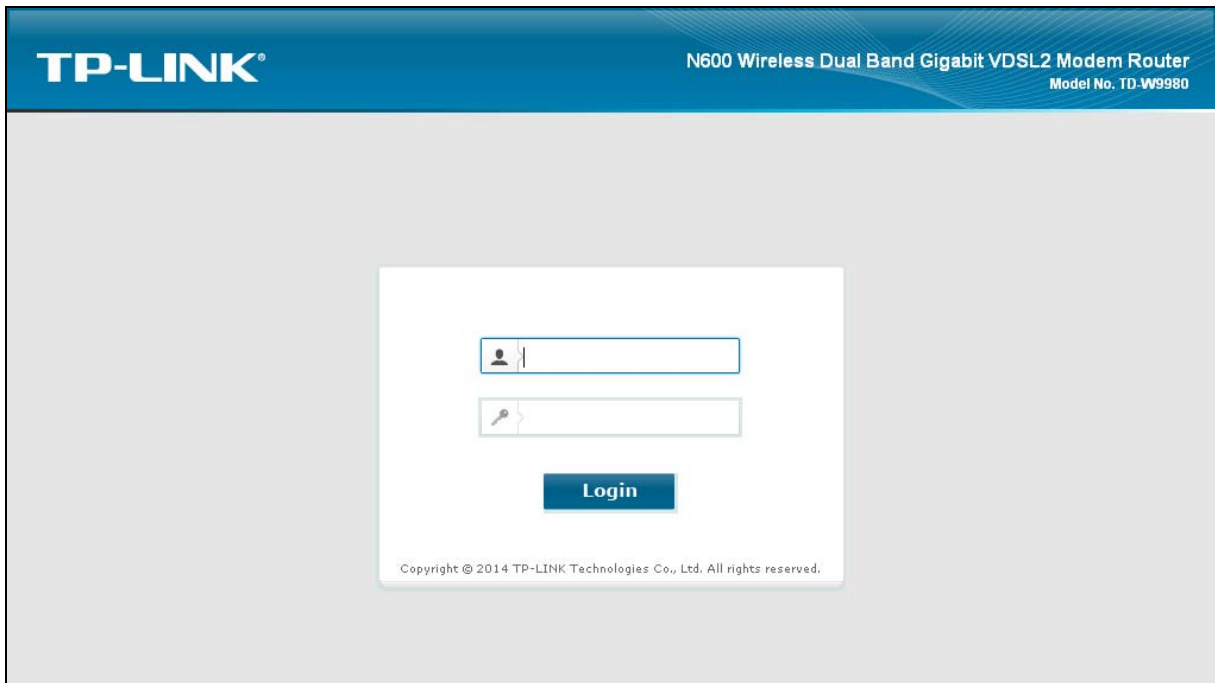 TP-LINK®
N600 Wireless Dual Band Gigabit VDSL2 Modem Router
Model No. TD-W9980
Login
Copyright © 2014 TP-LINK Technologies Co., Ltd. All rights reserved.